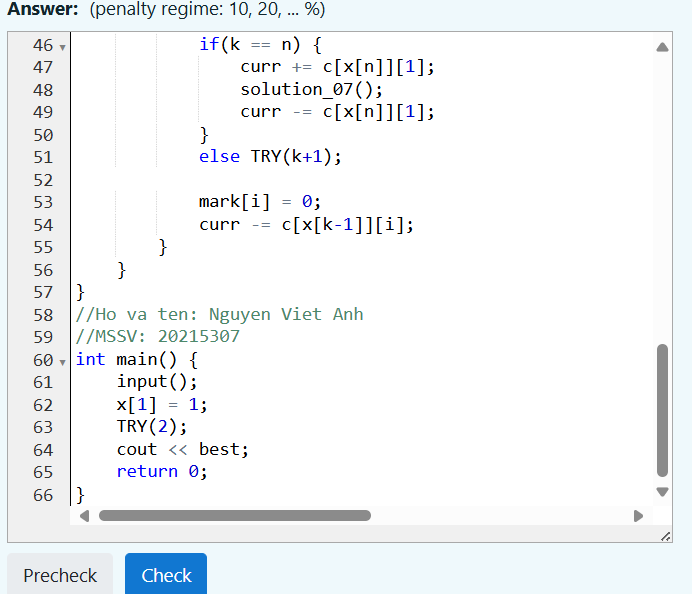 Answer: (penalty regime: 10, 20, ... %)
46 if(k == n) {
47 curr += c[x[n]][1];
48 solution_07();
49 curr -= c[x[n]][1];
50 }
51 else TRY(k+1);
52
53 mark[i] = 0;
54 curr -= c[x[k-1]][i];
55 }
56 }
57 }
58 //Ho va ten: Nguyen Viet Anh
59 //MSSV: 20215307
60 int main() {
61 input();
62 x[1] = 1;
63 TRY(2);
64 cout << best;
65 return 0;
66 }
Precheck Check